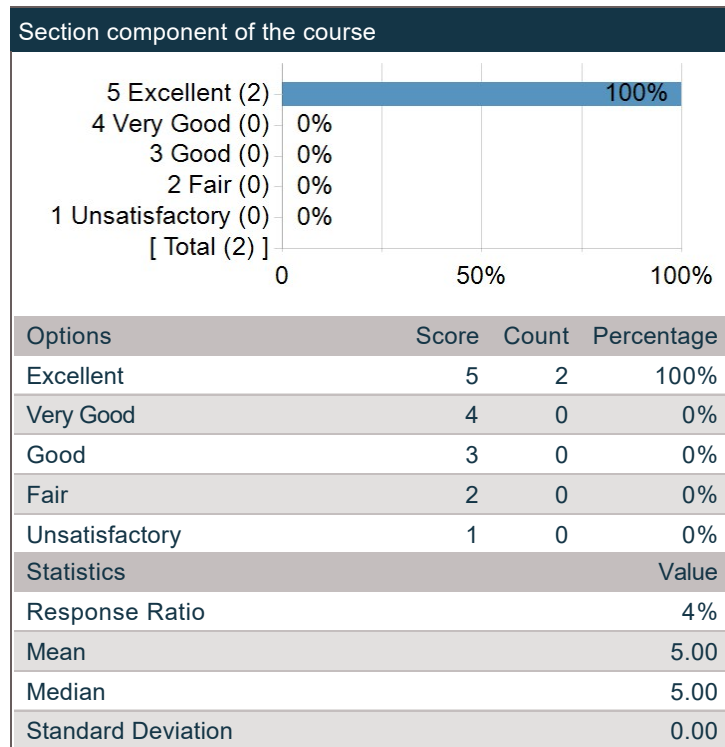 Section component of the course
5 Excellent (2) 100%
4 Very Good (0) 0%
3 Good (0) 0%
2 Fair (0) 0%
1 Unsatisfactory (0) 0%
[ Total (2) ]
0 50% 100%
Options Score Count Percentage
Excellent 5 2 100%
Very Good 4 0 0%
Good 3 0 0%
Fair 2 0 0%
Unsatisfactory 1 0 0%
Statistics Value
Response Ratio 4%
Mean 5.00
Median 5.00
Standard Deviation 0.00